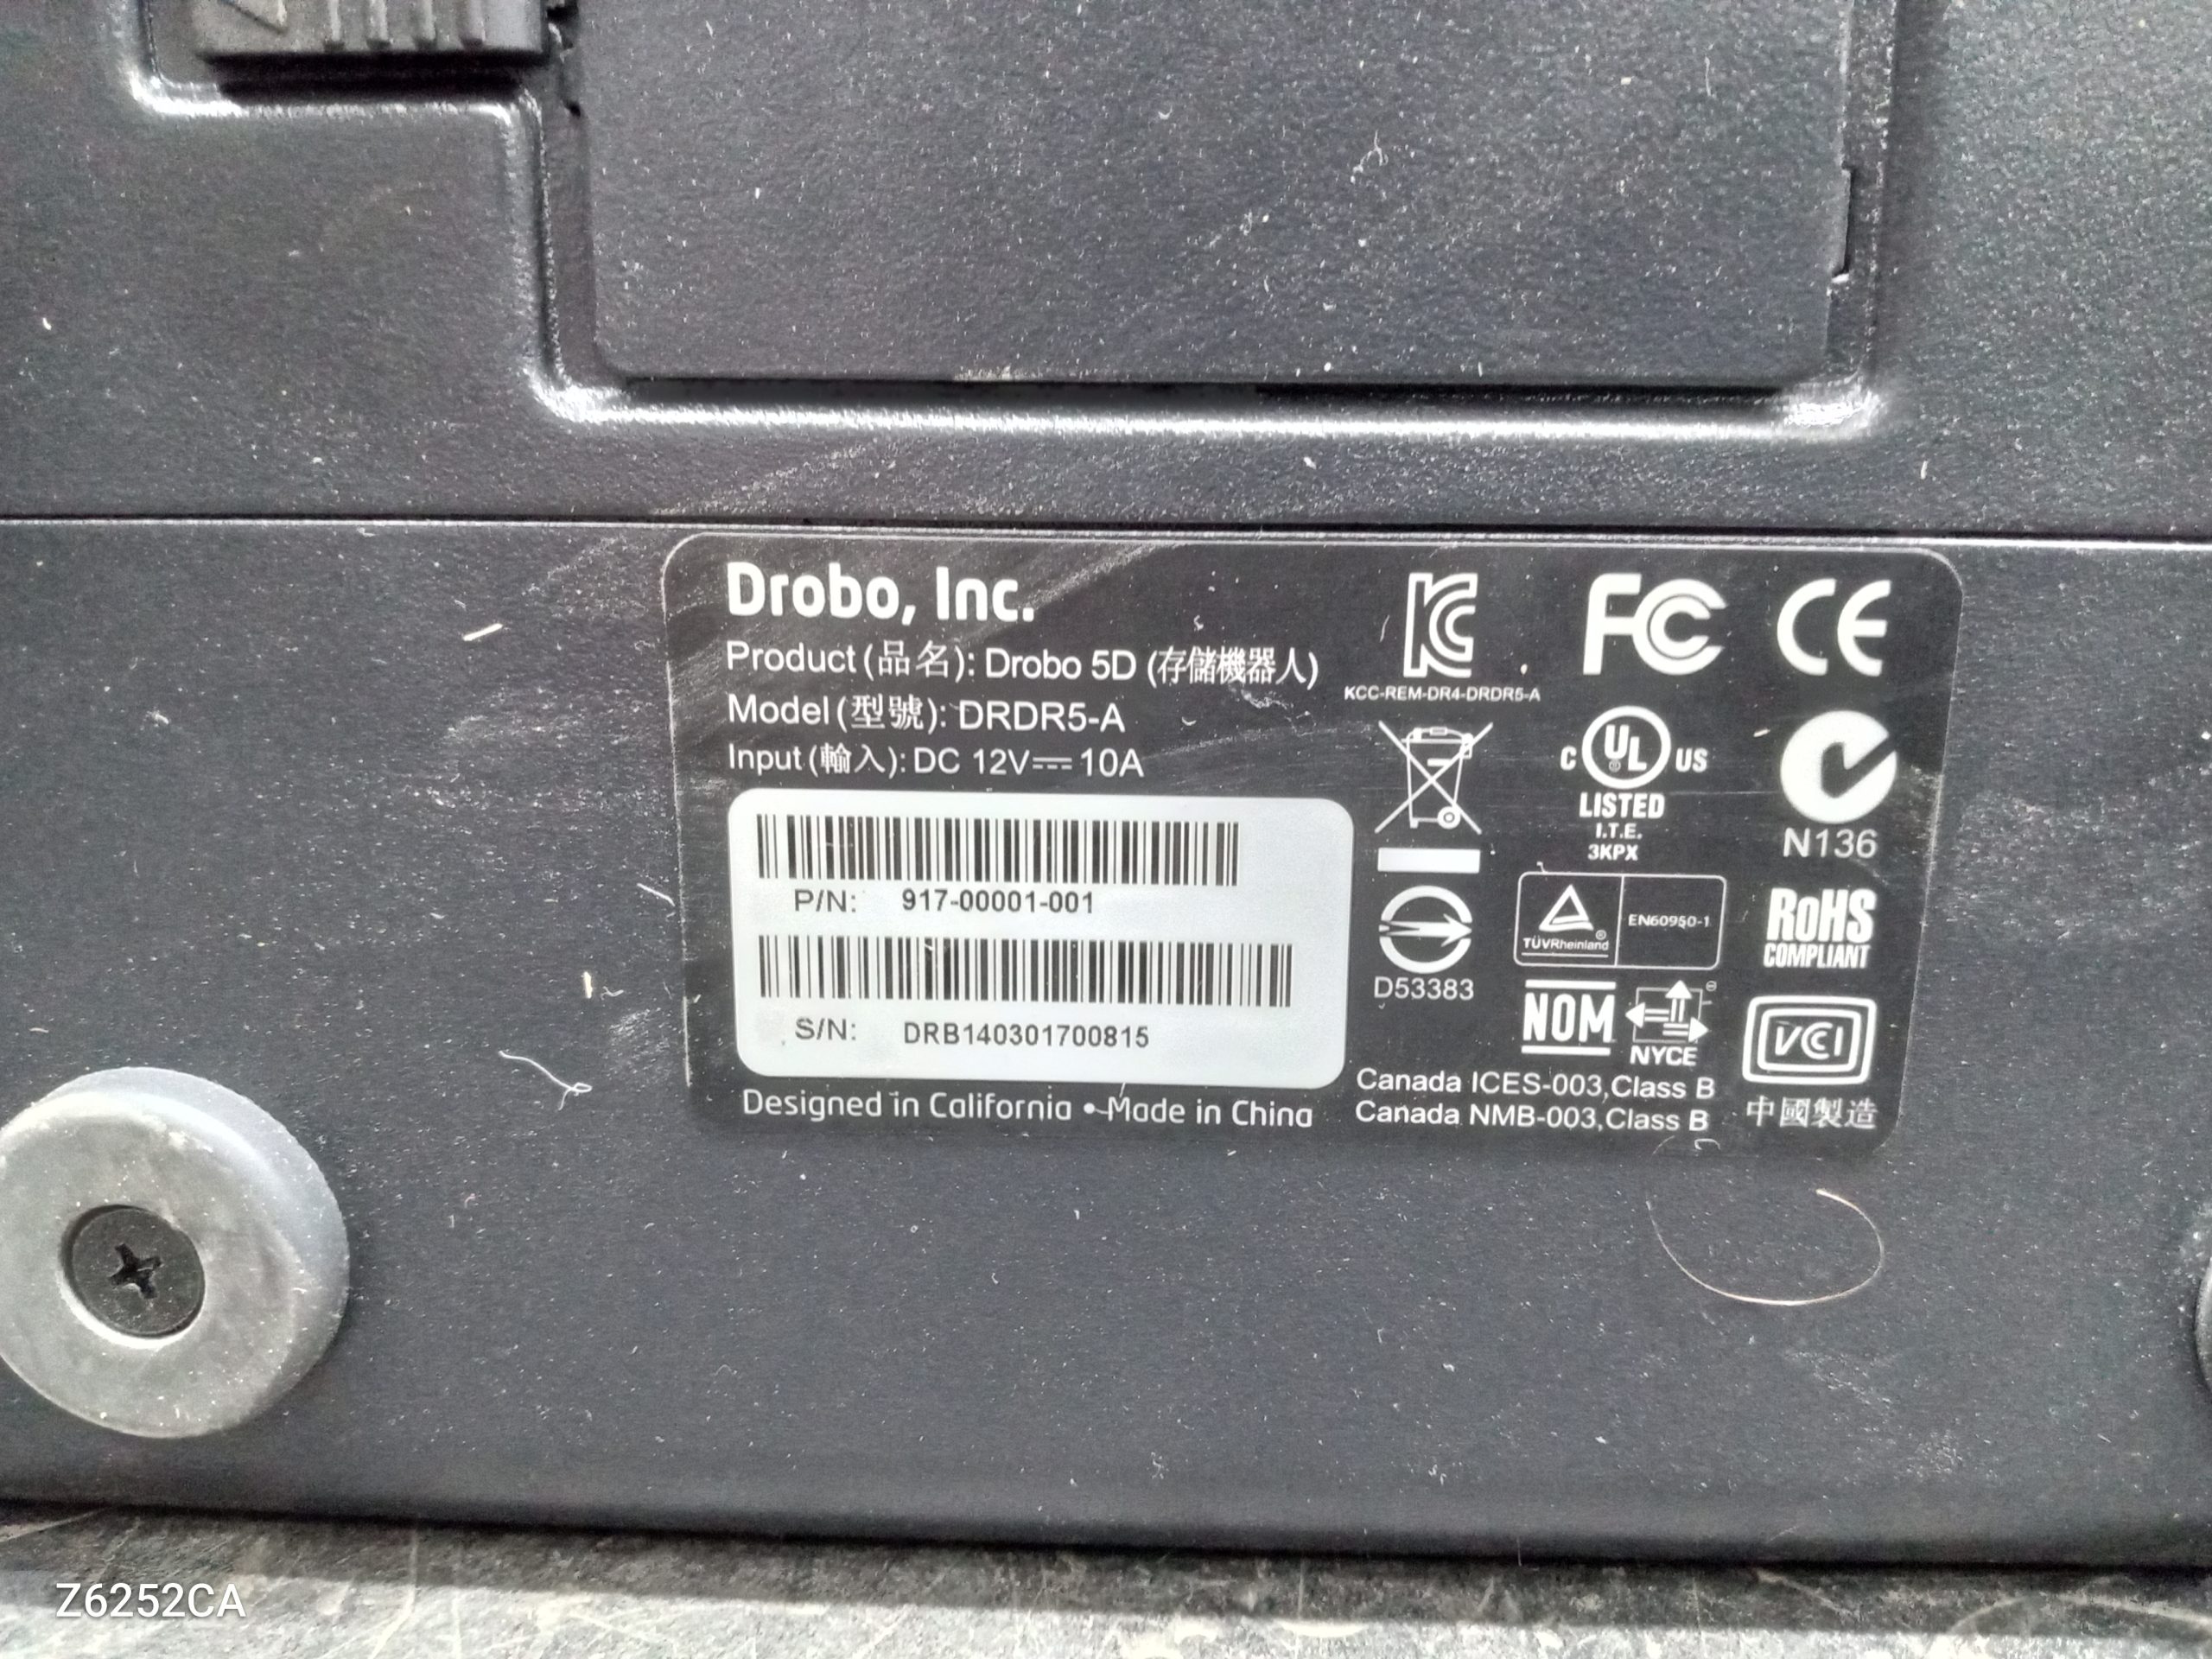 Drobo, Inc.
Product (品名): Drobo 5D (存儲機器人)
Model (型號): DRDR5-A
Input (輸入): DC 12V 10A
P/N: 917-00001-001
S/N: DRB140301700815
Designed in California • Made in China
KCC-REM-DR4-DRDR5-A
FC
CE
C UL US
LISTED
I.T.E.
3KPX
N136
D53383
TÜVRheinland
EN60950-1
RoHS
COMPLIANT
NOM
NYCE
VCI
Canada ICES-003,Class B
Canada NMB-003,Class B
中國製造
Z6252CA